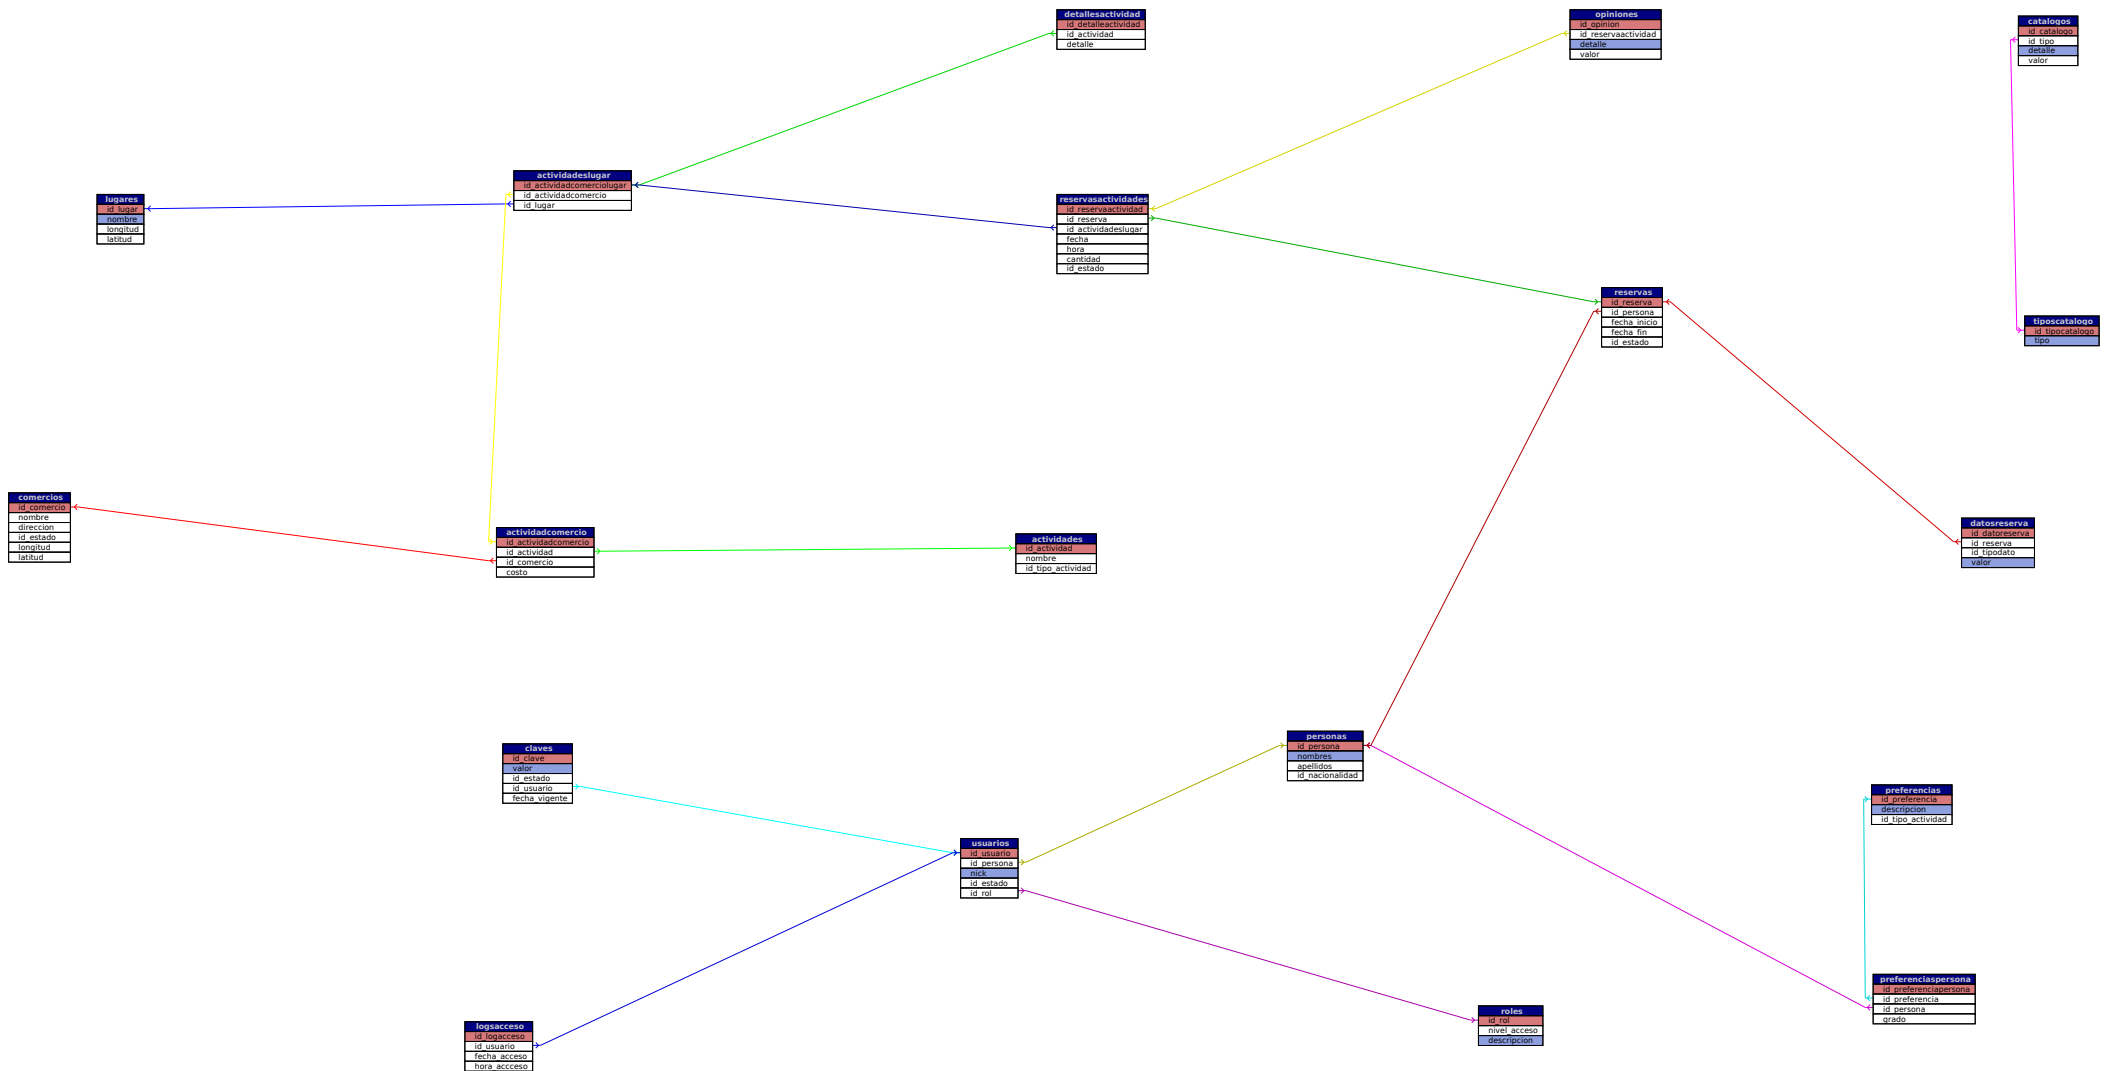 detallesactividad
id_detalleactividad
id_actividad
detalle
opiniones
id_opinion
id_reservaactividad
detalle
valor
catalogos
id_catalogo
id_tipo
detalle
valor
actividadeslugar
id_actividadcomerciolugar
id_actividadcomercio
id_lugar
lugares
id_lugar
nombre
longitud
latitud
reservasactividades
id_reservaactividad
id_reserva
id_actividadeslugar
fecha
hora
cantidad
id_estado
reservas
id_reserva
id_persona
fecha_inicio
fecha_fin
id_estado
tiposcatalogo
id_tipocatalogo
tipo
comercios
id_comercio
nombre
direccion
id_estado
longitud
latitud
actividadcomercio
id_actividadcomercio
id_actividad
id_comercio
costo
actividades
id_actividad
nombre
id_tipo_actividad
datosreserva
id_datoreserva
id_reserva
id_tipodato
valor
personas
id_persona
nombres
apellidos
id_nacionalidad
claves
id_clave
valor
id_estado
id_usuario
fecha_vigente
preferencias
id_preferencia
descripcion
id_tipo_actividad
usuarios
id_usuario
id_persona
nick
id_estado
id_rol
preferenciaspersona
id_preferenciapersona
id_preferencia
id_persona
grado
roles
id_rol
nivel_acceso
descripcion
logsacceso
id_logacceso
id_usuario
fecha_acceso
hora_accceso